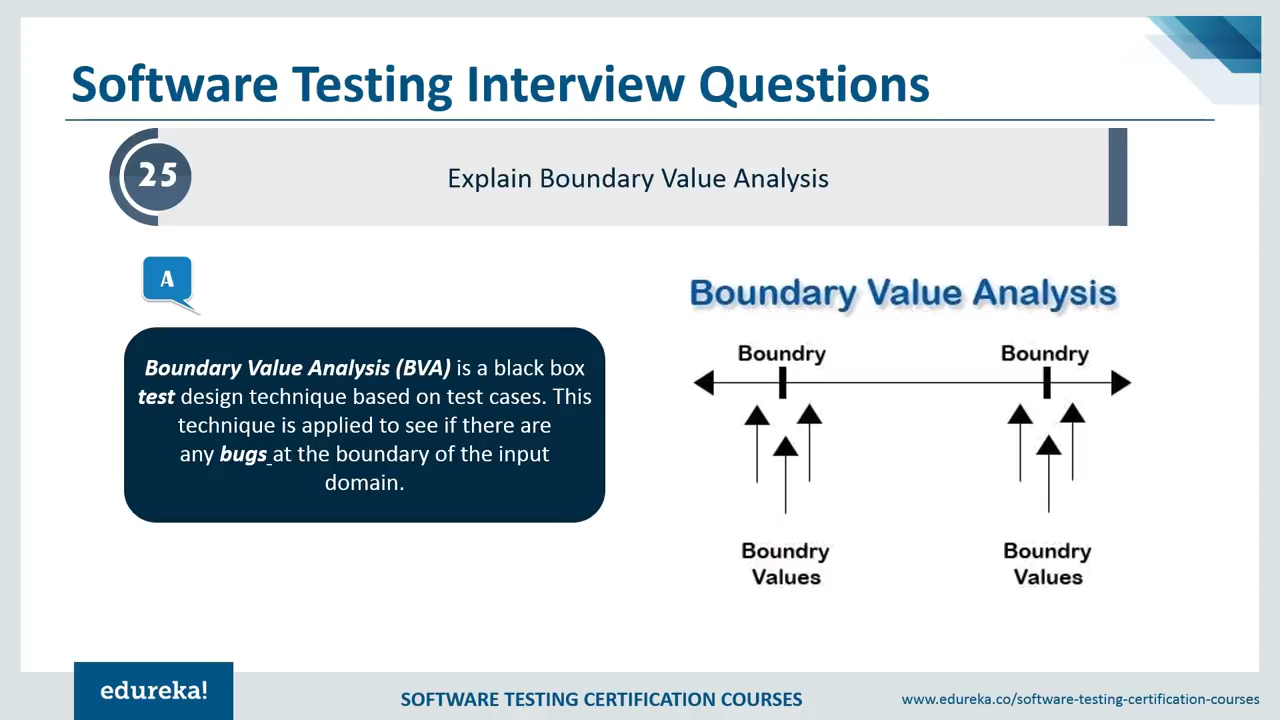 Software Testing Interview Questions
25
Explain Boundary Value Analysis
A
Boundary Value Analysis (BVA) is a black box
test design technique based on test cases. This
technique is applied to see if there are
any bugs at the boundary of the input
domain.
Boundary Value Analysis
Boundry Boundry
Boundry
Values
Boundry
Values
edureka!
SOFTWARE TESTING CERTIFICATION COURSES
www.edureka.co/software-testing-certification-courses